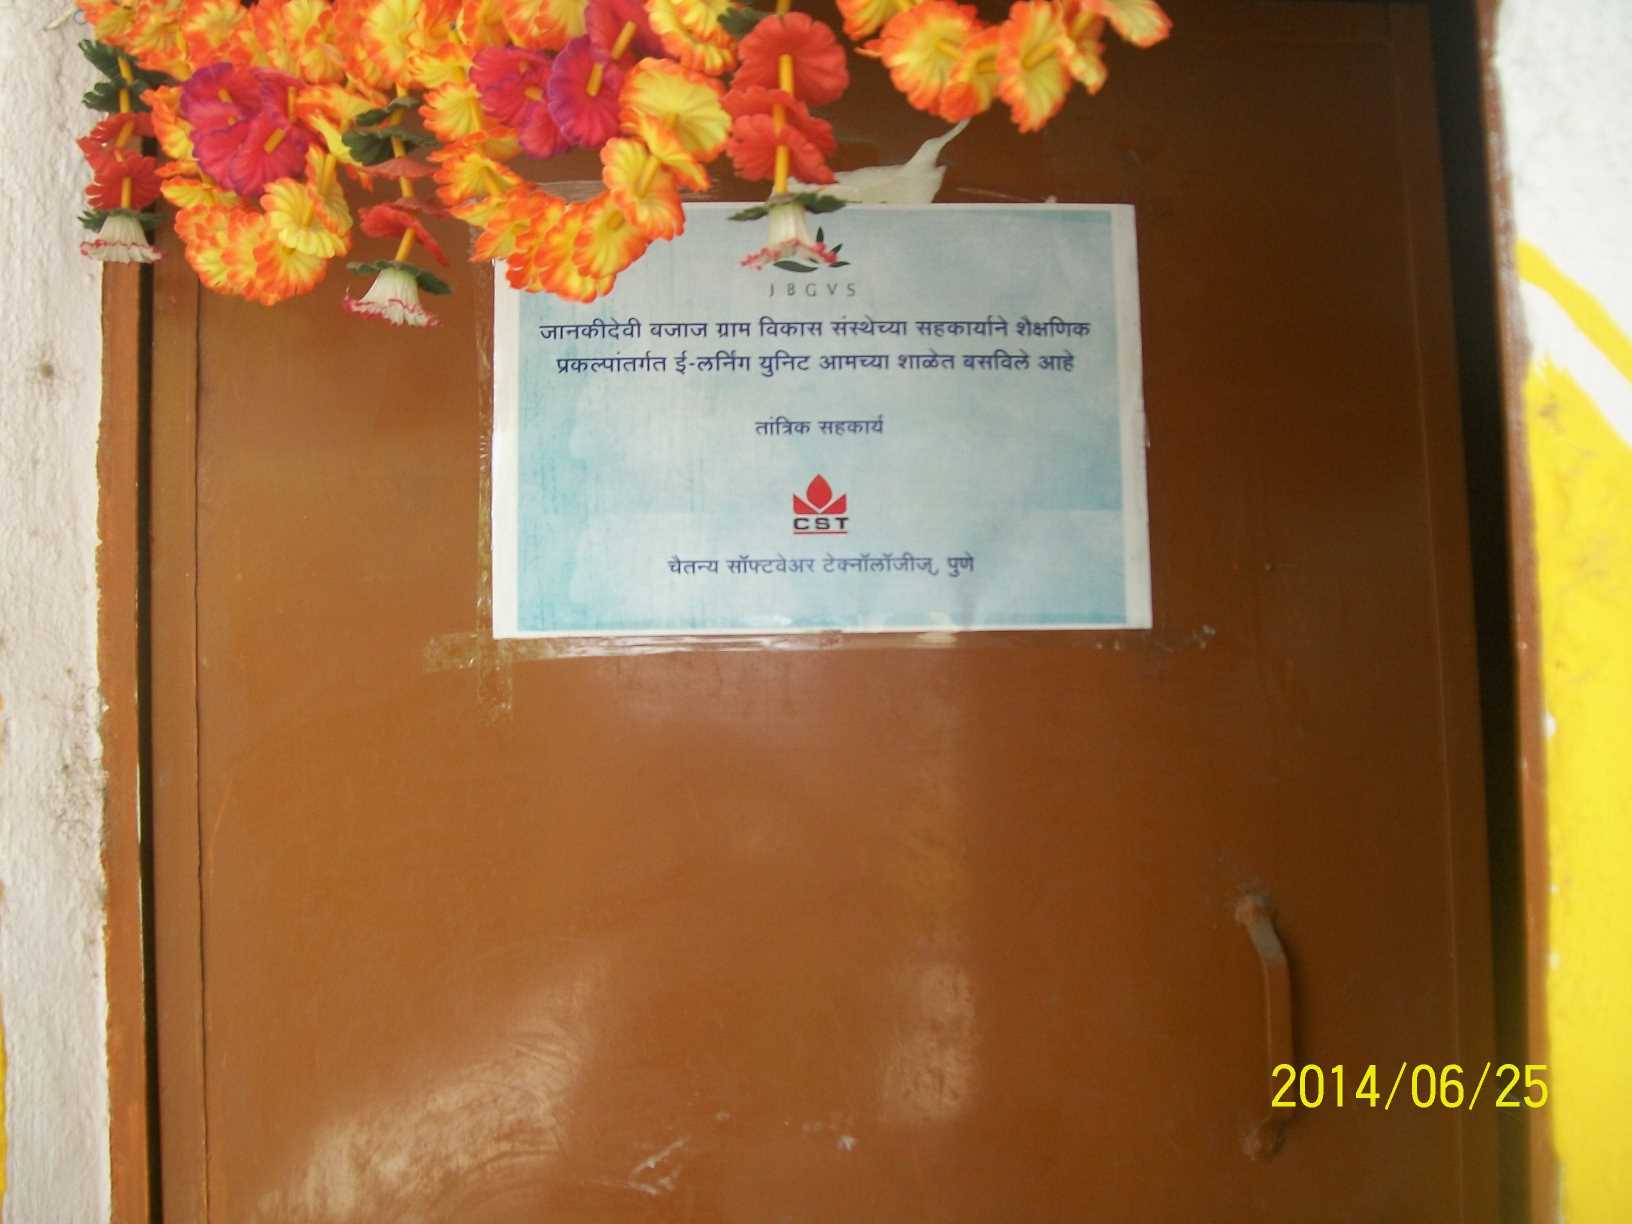 JBGVS
जानकीदेवी बजाज ग्राम विकास संस्थेच्या सहकार्याने शैक्षणिक
प्रकल्पांतर्गत ई-लर्निंग युनिट आमच्या शाळेत बसविले आहे
तांत्रिक सहकार्य
CST
चैतन्य सॉफ्टवेअर टेक्नॉलॉजीज्, पुणे
2014/06/25